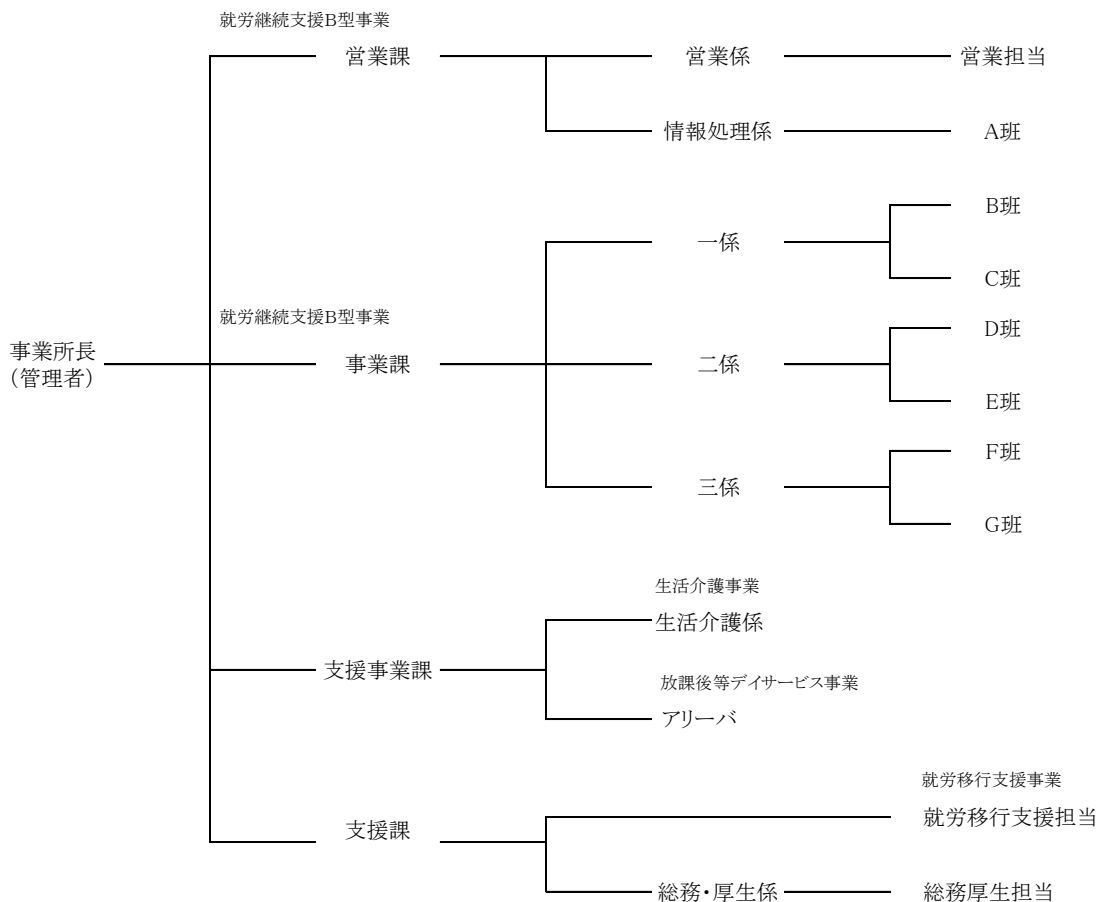 就労継続支援B型事業
営業課
営業係
営業担当
情報処理係
A班
B班
一係
C班
就労継続支援B型事業
D班
事業所長
(管理者)
事業課
二係
E班
F班
三係
G班
生活介護事業
生活介護係
支援事業課
放課後等デイサービス事業
アリーバ
就労移行支援事業
就労移行支援担当
支援課
総務・厚生係
総務厚生担当